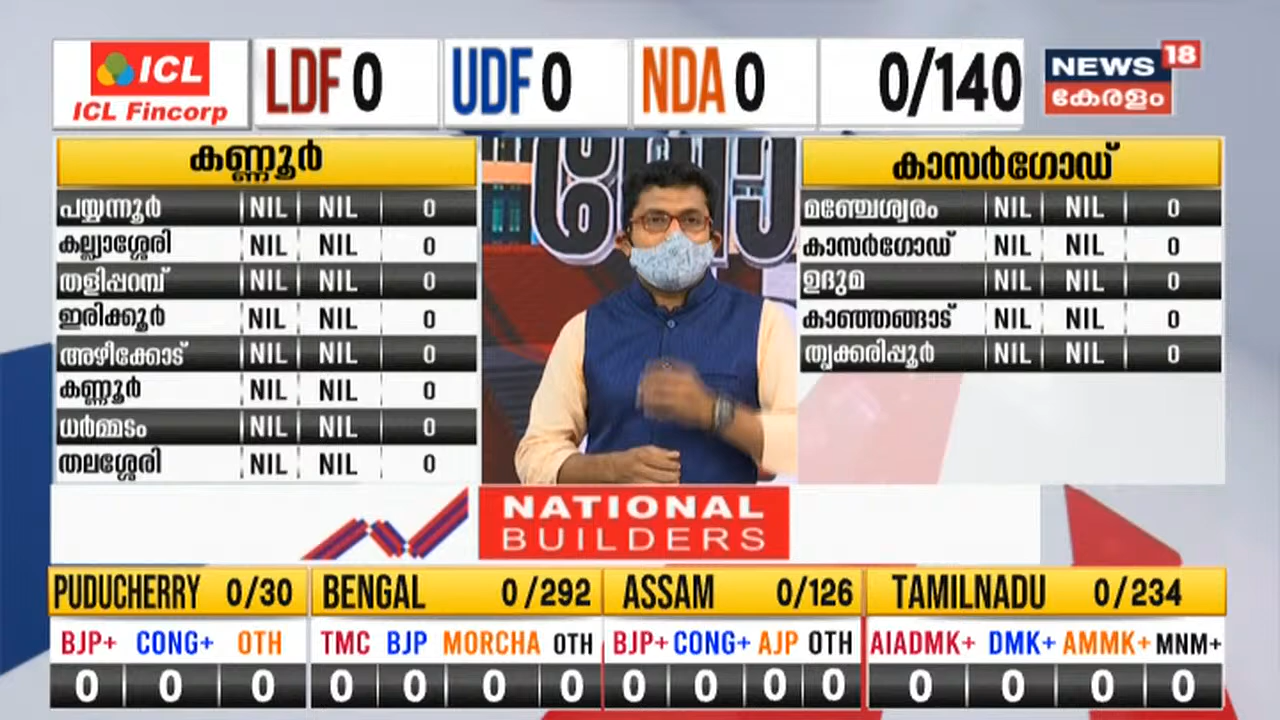 ICL
ICL Fincorp
LDF 0
UDF 0
NDA 0
0/140
NEWS 18
കേരളം
കണ്ണൂർ
പയ്യന്നൂർ NIL NIL 0
കല്ല്യാശ്ശേരി NIL NIL 0
തളിപ്പറമ്പ് NIL NIL 0
ഇരിക്കൂർ NIL NIL 0
അഴിക്കോട് NIL NIL 0
കണ്ണൂർ NIL NIL 0
ധർമ്മടം NIL NIL 0
തലശ്ശേരി NIL NIL 0
കാസർഗോഡ്
മഞ്ചേശ്വരം NIL NIL 0
കാസർഗോഡ് NIL NIL 0
ഉദുമ NIL NIL 0
കാഞ്ഞങ്ങാട് NIL NIL 0
തൃക്കരിപ്പൂർ NIL NIL 0
NATIONAL
BUILDERS
PUDUCHERRY 0/30
BJP+ CONG+ OTH
0 0 0
BENGAL 0/292
TMC BJP MORCHA OTH
0 0 0 0
ASSAM 0/126
BJP+ CONG+ AJP OTH
0 0 0 0
TAMILNADU 0/234
AIADMK+ DMK+ AMMK+ MNM+
0 0 0 0